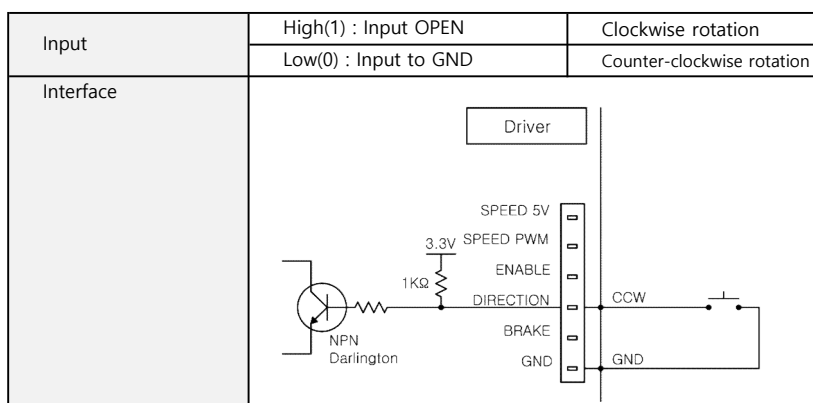 Input
High(1) : Input OPEN
Clockwise rotation
Low(0) : Input to GND
Counter-clockwise rotation
Interface
Driver
SPEED 5V
3.3V
SPEED PWM
ENABLE
1KΩ
DIRECTION
CCW
BRAKE
NPN
Darlington
GND
GND